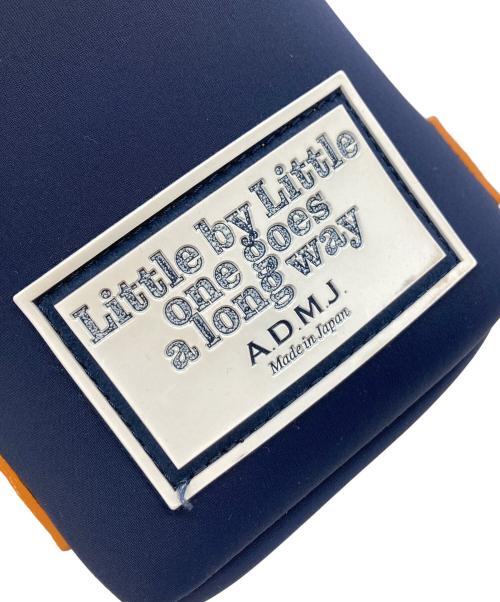 Little by Little
one goes
a long way
A.D.M.J.
Made in Japan